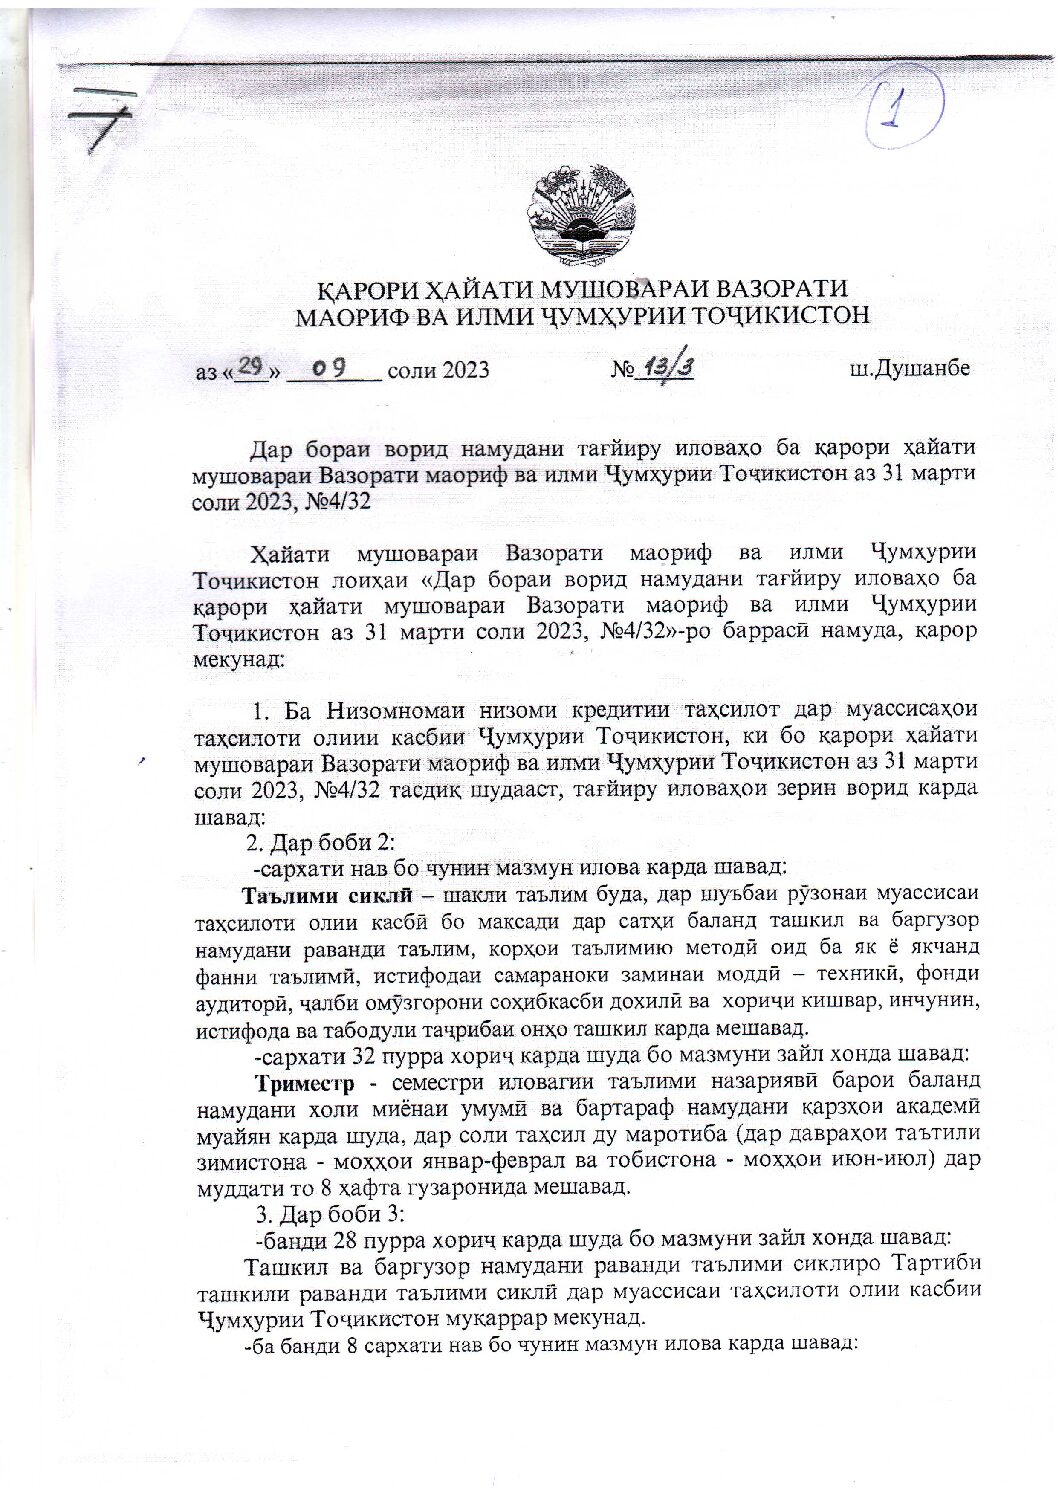 1
ҚАРОРИ ҲАЙАТИ МУШОВАРАИ ВАЗОРАТИ
МАОРИФ ВА ИЛМИ ҶУМҲУРИИ ТОҶИКИСТОН
аз «29» 09 соли 2023 № 13/3 ш.Душанбе
Дар бораи ворид намудани тағйиру иловаҳо ба қарори ҳайати
мушовараи Вазорати маориф ва илми Ҷумҳурии Тоҷикистон аз 31 марти
соли 2023, №4/32
Ҳайати мушовараи Вазорати маориф ва илми Ҷумҳурии
Тоҷикистон лоиҳаи «Дар бораи ворид намудани тағйиру иловаҳо ба
қарори ҳайати мушовараи Вазорати маориф ва илми Ҷумҳурии
Тоҷикистон аз 31 марти соли 2023, №4/32»-ро баррасӣ намуда, қарор
мекунад:
1. Ба Низомномаи низоми кредитии таҳсилот дар муассисаҳои
таҳсилоти олиии касбии Ҷумҳурии Тоҷикистон, ки бо қарори ҳайати
мушовараи Вазорати маориф ва илми Ҷумҳурии Тоҷикистон аз 31 марти
соли 2023, №4/32 тасдиқ шудааст, тағйиру иловаҳои зерин ворид карда
шавад:
2. Дар боби 2:
-сархати нав бо чунин мазмун илова карда шавад:
Таълими сиклӣ – шакли таълим буда, дар шуъбаи рӯзонаи муассисаи
таҳсилоти олии касбӣ бо мақсади дар сатҳи баланд ташкил ва баргузор
намудани раванди таълим, корҳои таълимию методӣ оид ба як ё якчанд
фанни таълимӣ, истифодаи самараноки заминаи моддӣ – техникӣ, фонди
аудиторӣ, ҷалби омӯзгорони соҳибкасби дохилӣ ва хориҷи кишвар, инчунин,
истифода ва табодули таҷрибаи онҳо ташкил карда мешавад.
-сархати 32 пурра хориҷ карда шуда бо мазмуни зайл хонда шавад:
Триместр - семестри иловагии таълими назариявӣ барои баланд
намудани холи миёнаи умумӣ ва бартараф намудани қарзҳои академӣ
муайян карда шуда, дар соли таҳсил ду маротиба (дар давраҳои таътили
зимистона - моҳҳои январ-феврал ва тобистона - моҳҳои июн-июл) дар
муддати то 8 ҳафта гузаронида мешавад.
3. Дар боби 3:
-банди 28 пурра хориҷ карда шуда бо мазмуни зайл хонда шавад:
Ташкил ва баргузор намудани раванди таълими сиклиро Тартиби
ташкили раванди таълими сиклӣ дар муассисаи таҳсилоти олии касбии
Ҷумҳурии Тоҷикистон муқаррар мекунад.
-ба банди 8 сархати нав бо чунин мазмун илова карда шавад: